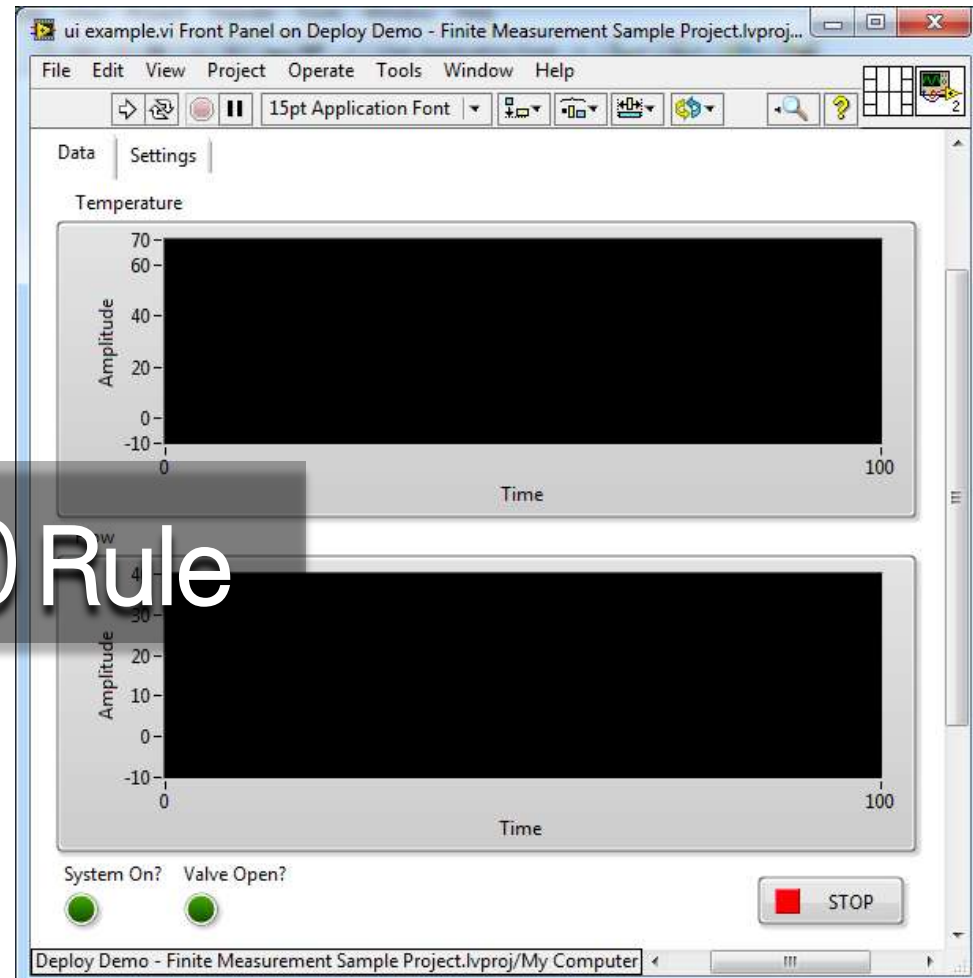 ui example.vi Front Panel on Deploy Demo - Finite Measurement Sample Project.lvproj...
File Edit View Project Operate Tools Window Help
15pt Application Font
2
Data Settings
Temperature
70
60
40
20
0
-10
Amplitude
0 100
Time
Rule
30
20
10
0
-10
Amplitude
0 100
Time
System On? Valve Open?
STOP
Deploy Demo - Finite Measurement Sample Project.lvproj/My Computer